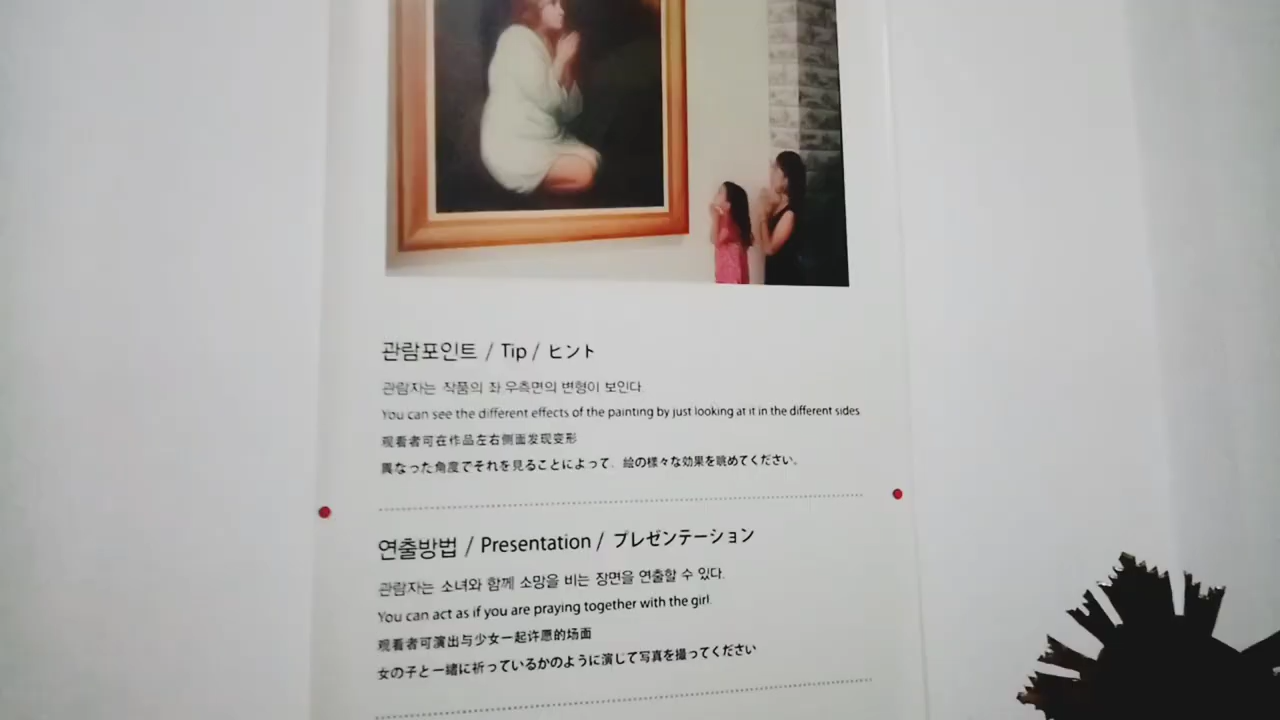 관람포인트 / Tip / ヒント
관람자는 작품의 좌 우측면의 변형이 보인다.
You can see the different effects of the painting by just looking at it in the different sides.
观看者可在作品左右侧面发现变形
異なった角度でそれを見ることによって、絵の様々な効果を眺めてください。
연출방법 / Presentation / プレゼンテーション
관람자는 소녀와 함께 소망을 비는 장면을 연출할 수 있다.
You can act as if you are praying together with the girl.
观看者可演出与少女一起许愿的场面
女の子と一緒に祈っているかのように演じて写真を撮ってください